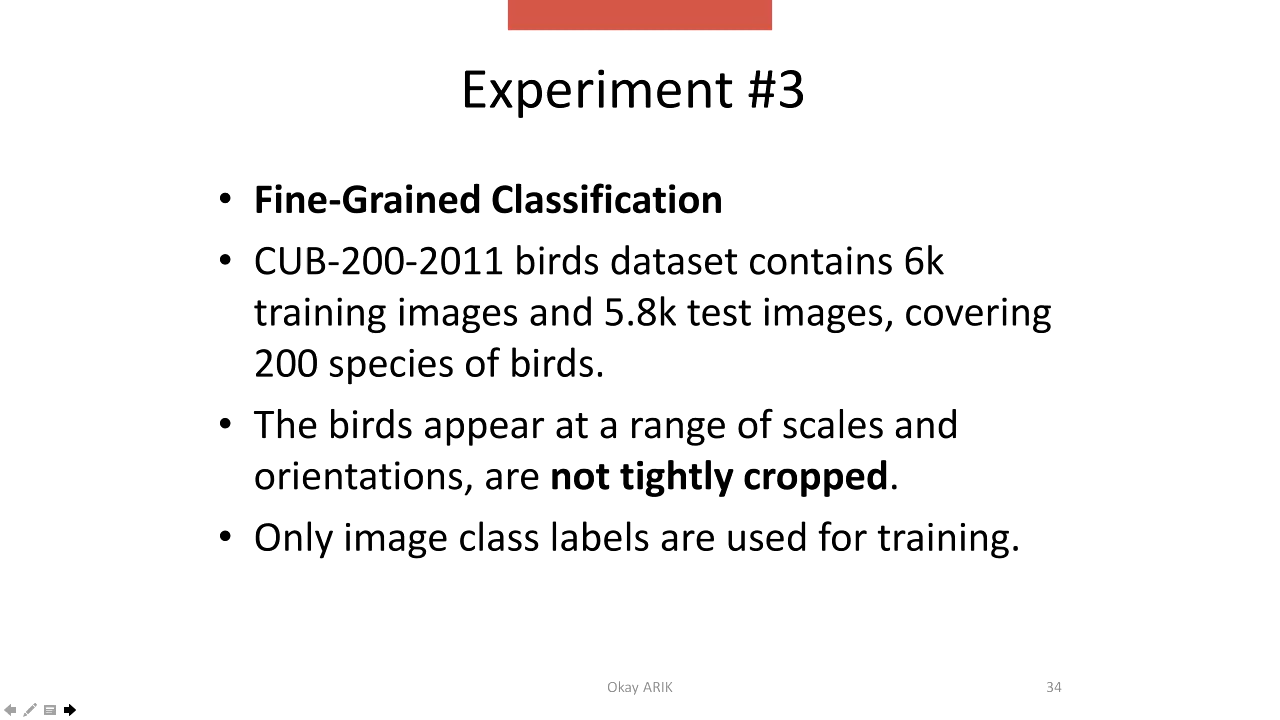 Experiment #3
• Fine-Grained Classification
• CUB-200-2011 birds dataset contains 6k
training images and 5.8k test images, covering
200 species of birds.
• The birds appear at a range of scales and
orientations, are not tightly cropped.
• Only image class labels are used for training.
Okay ARIK
34